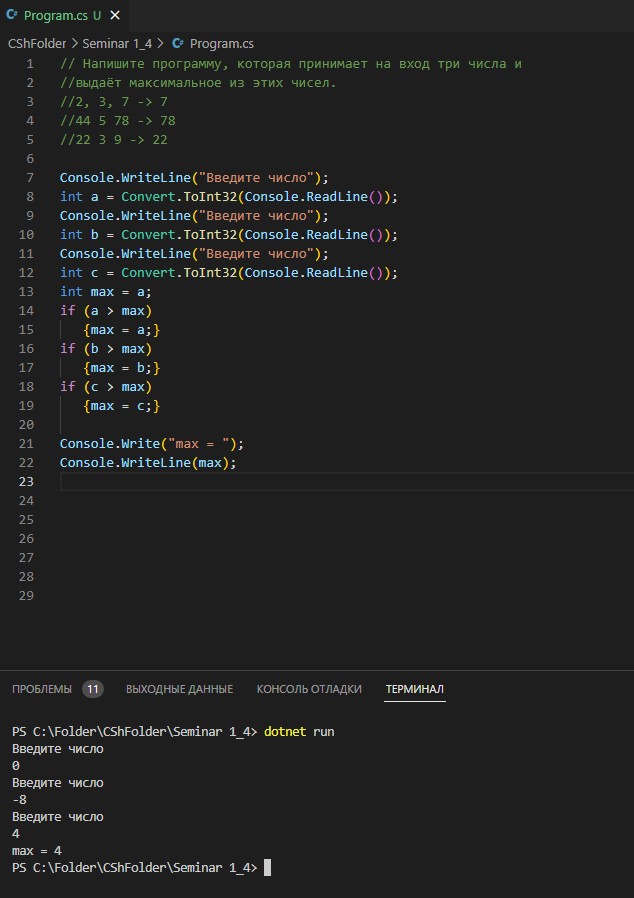 C# Program.cs U ×
CShFolder > Seminar 1_4 > C# Program.cs
1 // Напишите программу, которая принимает на вход три числа и
2 //выдаёт максимальное из этих чисел.
3 //2, 3, 7 -> 7
4 //44 5 78 -> 78
5 //22 3 9 -> 22
6
7 Console.WriteLine("Введите число");
8 int a = Convert.ToInt32(Console.ReadLine());
9 Console.WriteLine("Введите число");
10 int b = Convert.ToInt32(Console.ReadLine());
11 Console.WriteLine("Введите число");
12 int c = Convert.ToInt32(Console.ReadLine());
13 int max = a;
14 if (a > max)
15 {max = a;}
16 if (b > max)
17 {max = b;}
18 if (c > max)
19 {max = c;}
20
21 Console.Write("max = ");
22 Console.WriteLine(max);
23
24
25
26
27
28
29
ПРОБЛЕМЫ 11 ВЫХОДНЫЕ ДАННЫЕ КОНСОЛЬ ОТЛАДКИ ТЕРМИНАЛ
PS C:\Folder\CShFolder\Seminar 1_4> dotnet run
Введите число
0
Введите число
-8
Введите число
4
max = 4
PS C:\Folder\CShFolder\Seminar 1_4>